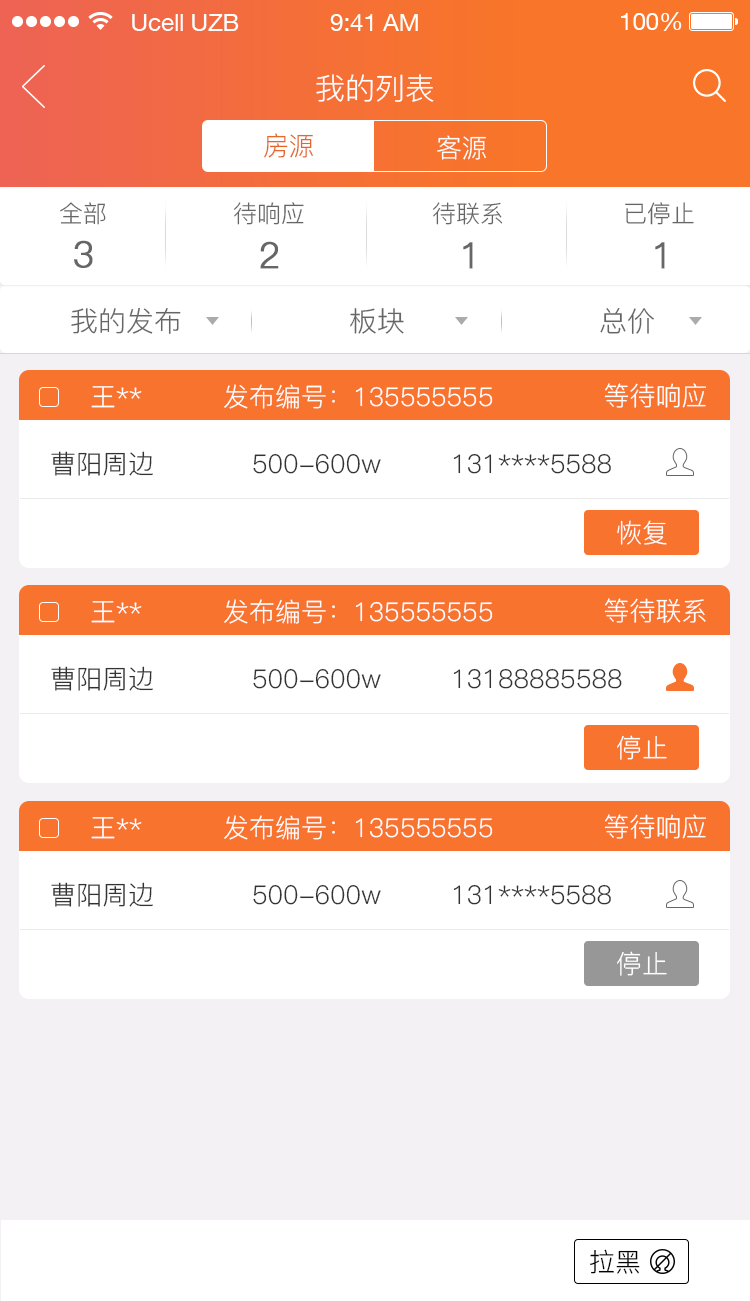 Ucell UZB 9:41 AM 100%
我的列表
房源 客源
全部 待响应 待联系 已停止
3 2 1 1
我的发布 板块 总价
王** 发布编号：135555555 等待响应
曹阳周边 500-600w 131****5588
恢复
王** 发布编号：135555555 等待联系
曹阳周边 500-600w 13188885588
停止
王** 发布编号：135555555 等待响应
曹阳周边 500-600w 131****5588
停止
拉黑